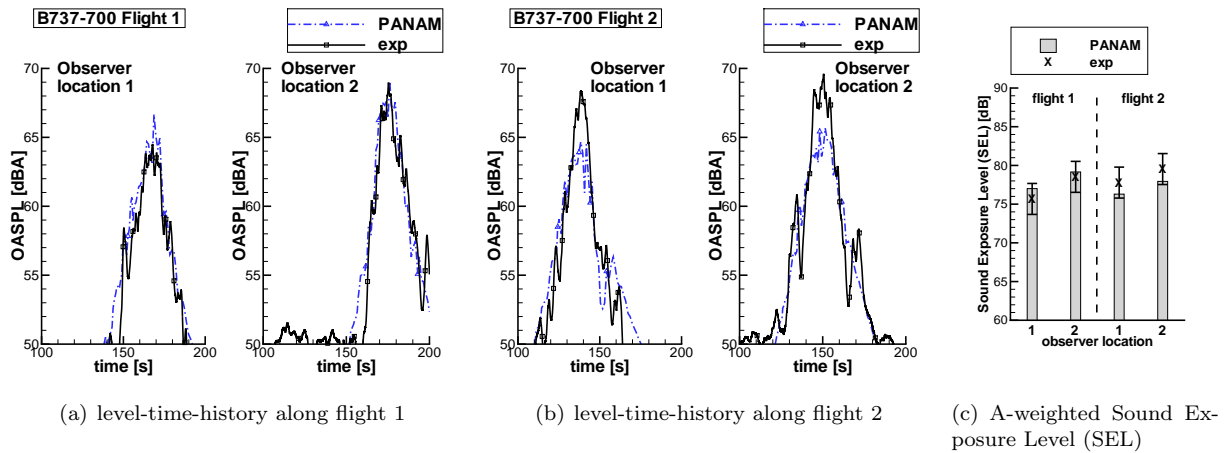 B737-700 Flight 1
PANAM
exp
70
65
60
55
50
OASPL [dBA]
Observer
location 1
100
150
200
time [s]
70
65
60
55
50
OASPL [dBA]
Observer
location 2
100
150
200
time [s]
B737-700 Flight 2
PANAM
exp
70
65
60
55
50
OASPL [dBA]
Observer
location 1
100
150
200
time [s]
70
65
60
55
50
OASPL [dBA]
Observer
location 2
100
150
200
time [s]
PANAM
exp
90
85
80
75
70
65
60
Sound Exposure Level (SEL) [dB]
flight 1
flight 2
1 2 1 2
observer location
(a) level-time-history along flight 1
(b) level-time-history along flight 2
(c) A-weighted Sound Ex-
posure Level (SEL)